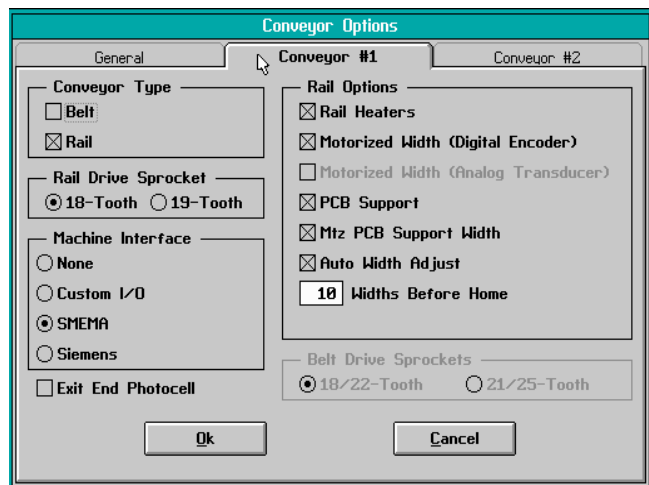 Conveyor Options
General
Conveyor #1
Conveyor #2
Conveyor Type
Belt
Rail
Rail Drive Sprocket
18-Tooth 19-Tooth
Machine Interface
None
Custom I/O
SMEMA
Siemens
Exit End Photocell
Rail Options
Rail Heaters
Motorized Width (Digital Encoder)
Motorized Width (Analog Transducer)
PCB Support
Mtz PCB Support Width
Auto Width Adjust
10 Widths Before Home
Belt Drive Sprockets
18/22-Tooth 21/25-Tooth
Ok
Cancel